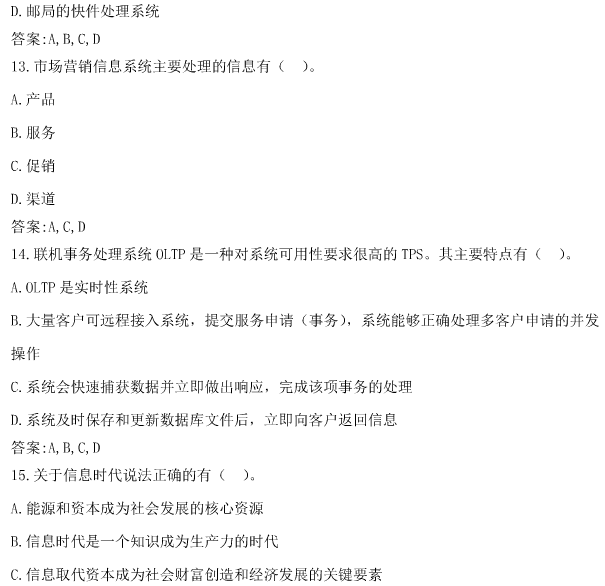 D.邮局的快件处理系统
答案:A,B,C,D
13.市场营销信息系统主要处理的信息有（　）。
A.产品
B.服务
C.促销
D.渠道
答案:A,C,D
14.联机事务处理系统OLTP是一种对系统可用性要求很高的TPS。其主要特点有（　）。
A.OLTP是实时性系统
B.大量客户可远程接入系统，提交服务申请（事务），系统能够正确处理多客户申请的并发
操作
C.系统会快速捕获数据并立即做出响应，完成该项事务的处理
D.系统及时保存和更新数据库文件后，立即向客户返回信息
答案:A,B,C,D
15.关于信息时代说法正确的有（　）。
A.能源和资本成为社会发展的核心资源
B.信息时代是一个知识成为生产力的时代
C.信息取代资本成为社会财富创造和经济发展的关键要素